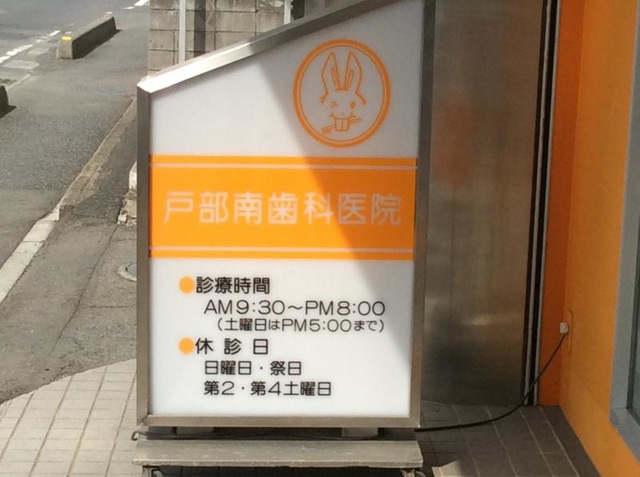 戸部南歯科医院
●診療時間
AM9:30～PM8:00
（土曜日はPM5:00まで）
●休診日
日曜日・祭日
第2・第4土曜日